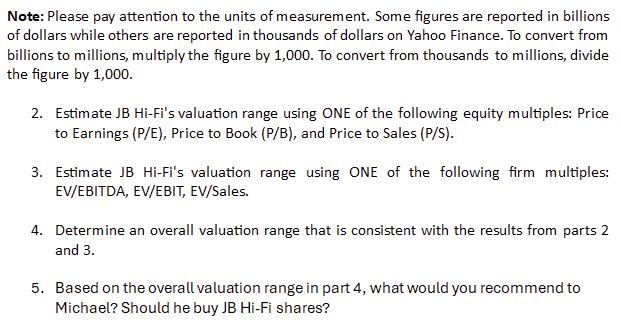 Note: Please pay attention to the units of measurement. Some figures are reported in billions
of dollars while others are reported in thousands of dollars on Yahoo Finance. To convert from
billions to millions, multiply the figure by 1,000. To convert from thousands to millions, divide
the figure by 1,000.
2. Estimate JB Hi-Fi's valuation range using ONE of the following equity multiples: Price
to Earnings (P/E), Price to Book (P/B), and Price to Sales (P/S).
3. Estimate JB Hi-Fi's valuation range using ONE of the following firm multiples:
EV/EBITDA, EV/EBIT, EV/Sales.
4. Determine an overall valuation range that is consistent with the results from parts 2
and 3.
5. Based on the overall valuation range in part 4, what would you recommend to
Michael? Should he buy JB Hi-Fi shares?